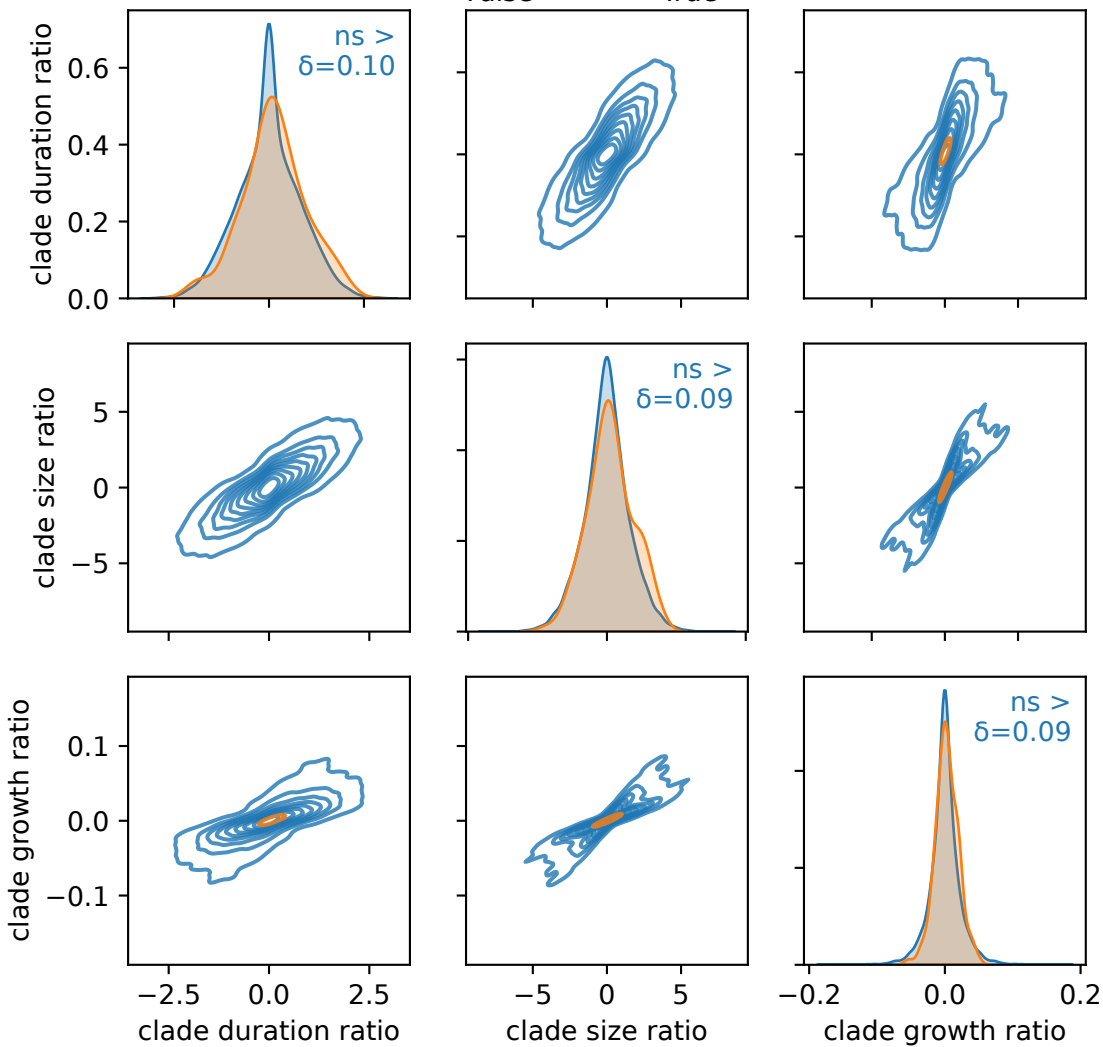 clade duration ratio
0.6
0.4
0.2
0.0
ns >
δ=0.10
clade size ratio
5
0
−5
ns >
δ=0.09
clade growth ratio
0.1
0.0
−0.1
ns >
δ=0.09
−2.5 0.0 2.5
−5 0 5
−0.2 0.0 0.2
clade duration ratio
clade size ratio
clade growth ratio